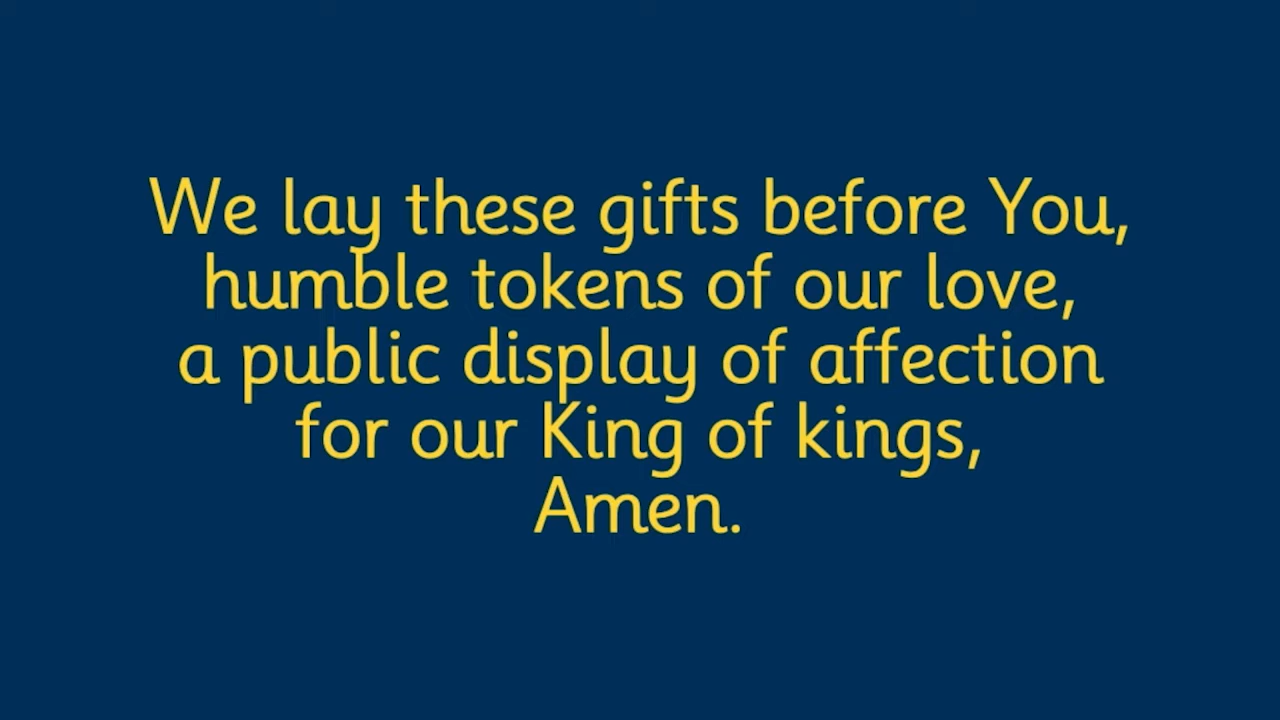 We lay these gifts before You,
humble tokens of our love,
a public display of affection
for our King of kings,
Amen.